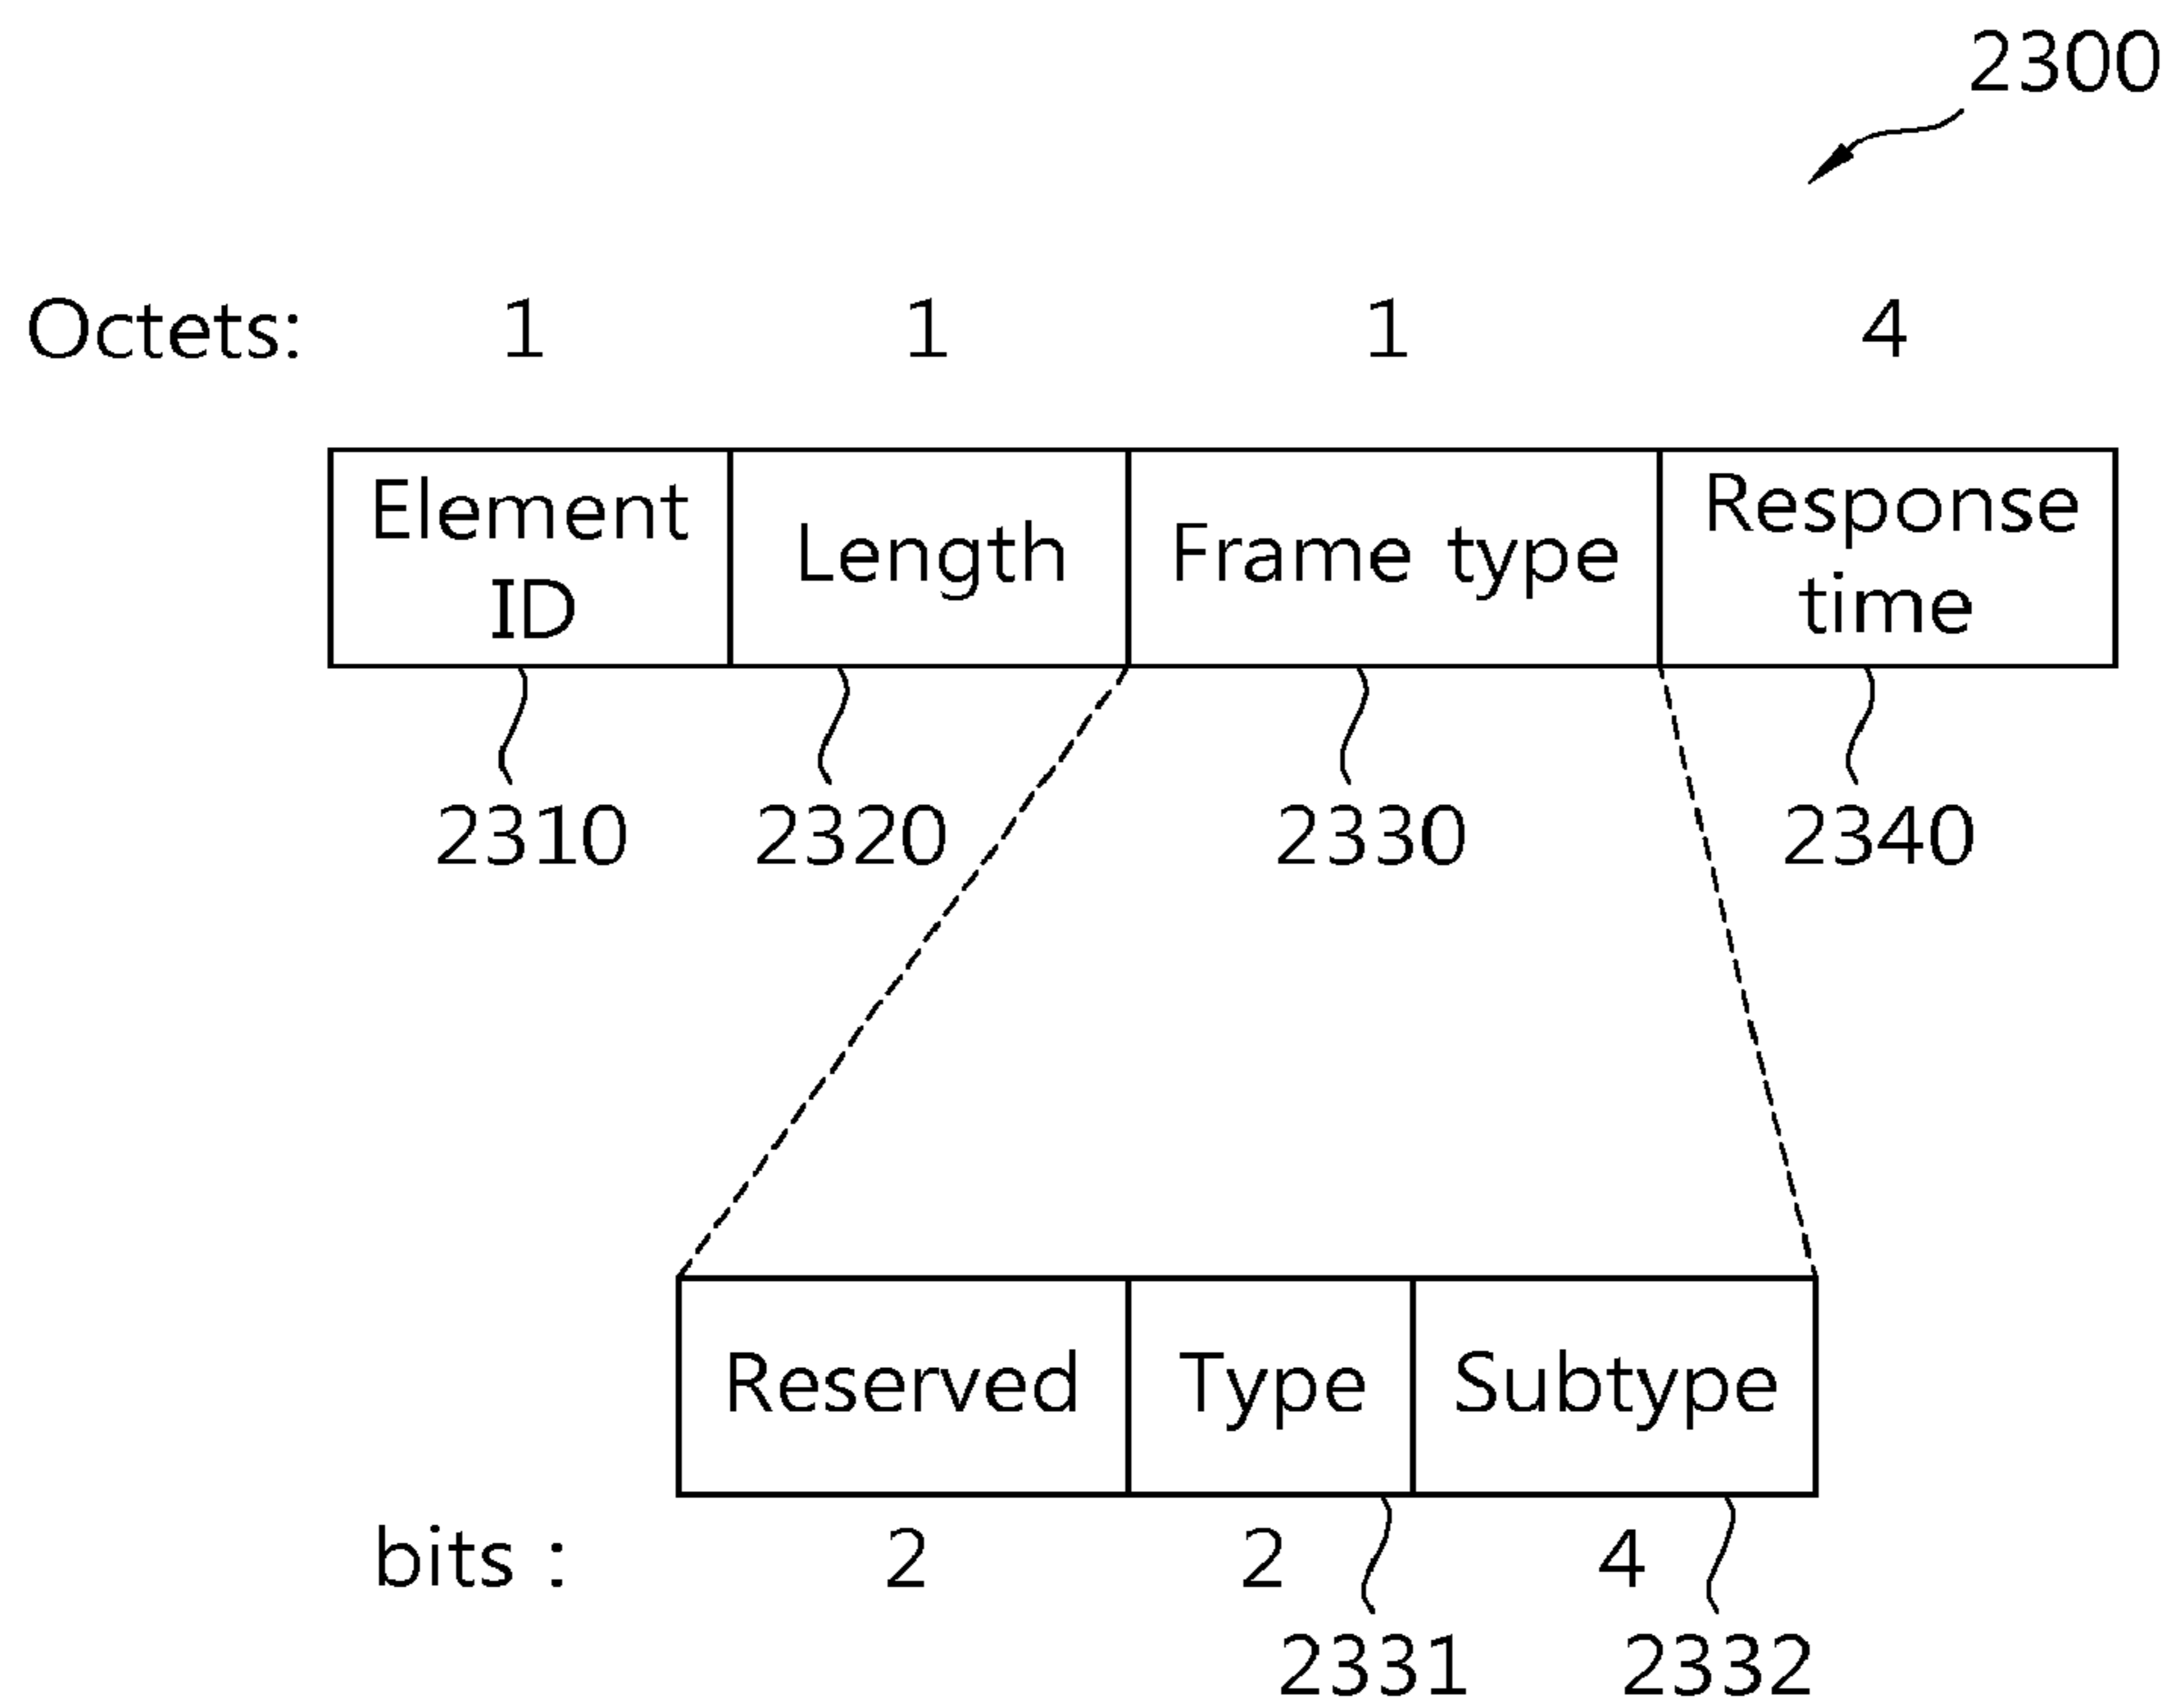 2300
Octets: 1 1 1 4
Element ID
Length
Frame type
Response time
2310 2320 2330 2340
Reserved Type Subtype
bits : 2 2 4
2331 2332